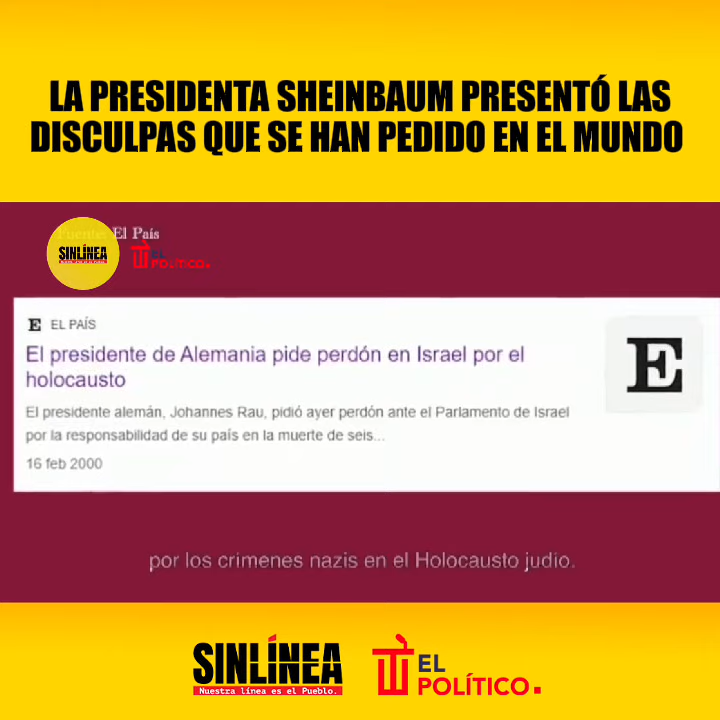 LA PRESIDENTA SHEINBAUM PRESENTÓ LAS
DISCULPAS QUE SE HAN PEDIDO EN EL MUNDO
Fuente: El País
SINLÍNEA
EL
POLÍTICO.
E EL PAÍS
El presidente de Alemania pide perdón en Israel por el
holocausto
E
El presidente alemán, Johannes Rau, pidió ayer perdón ante el Parlamento de Israel
por la responsabilidad de su país en la muerte de seis...
16 feb 2000
por los crimenes nazis en el Holocausto judio.
SINLÍNEA
Nuestra línea es el Pueblo.
EL
POLÍTICO.